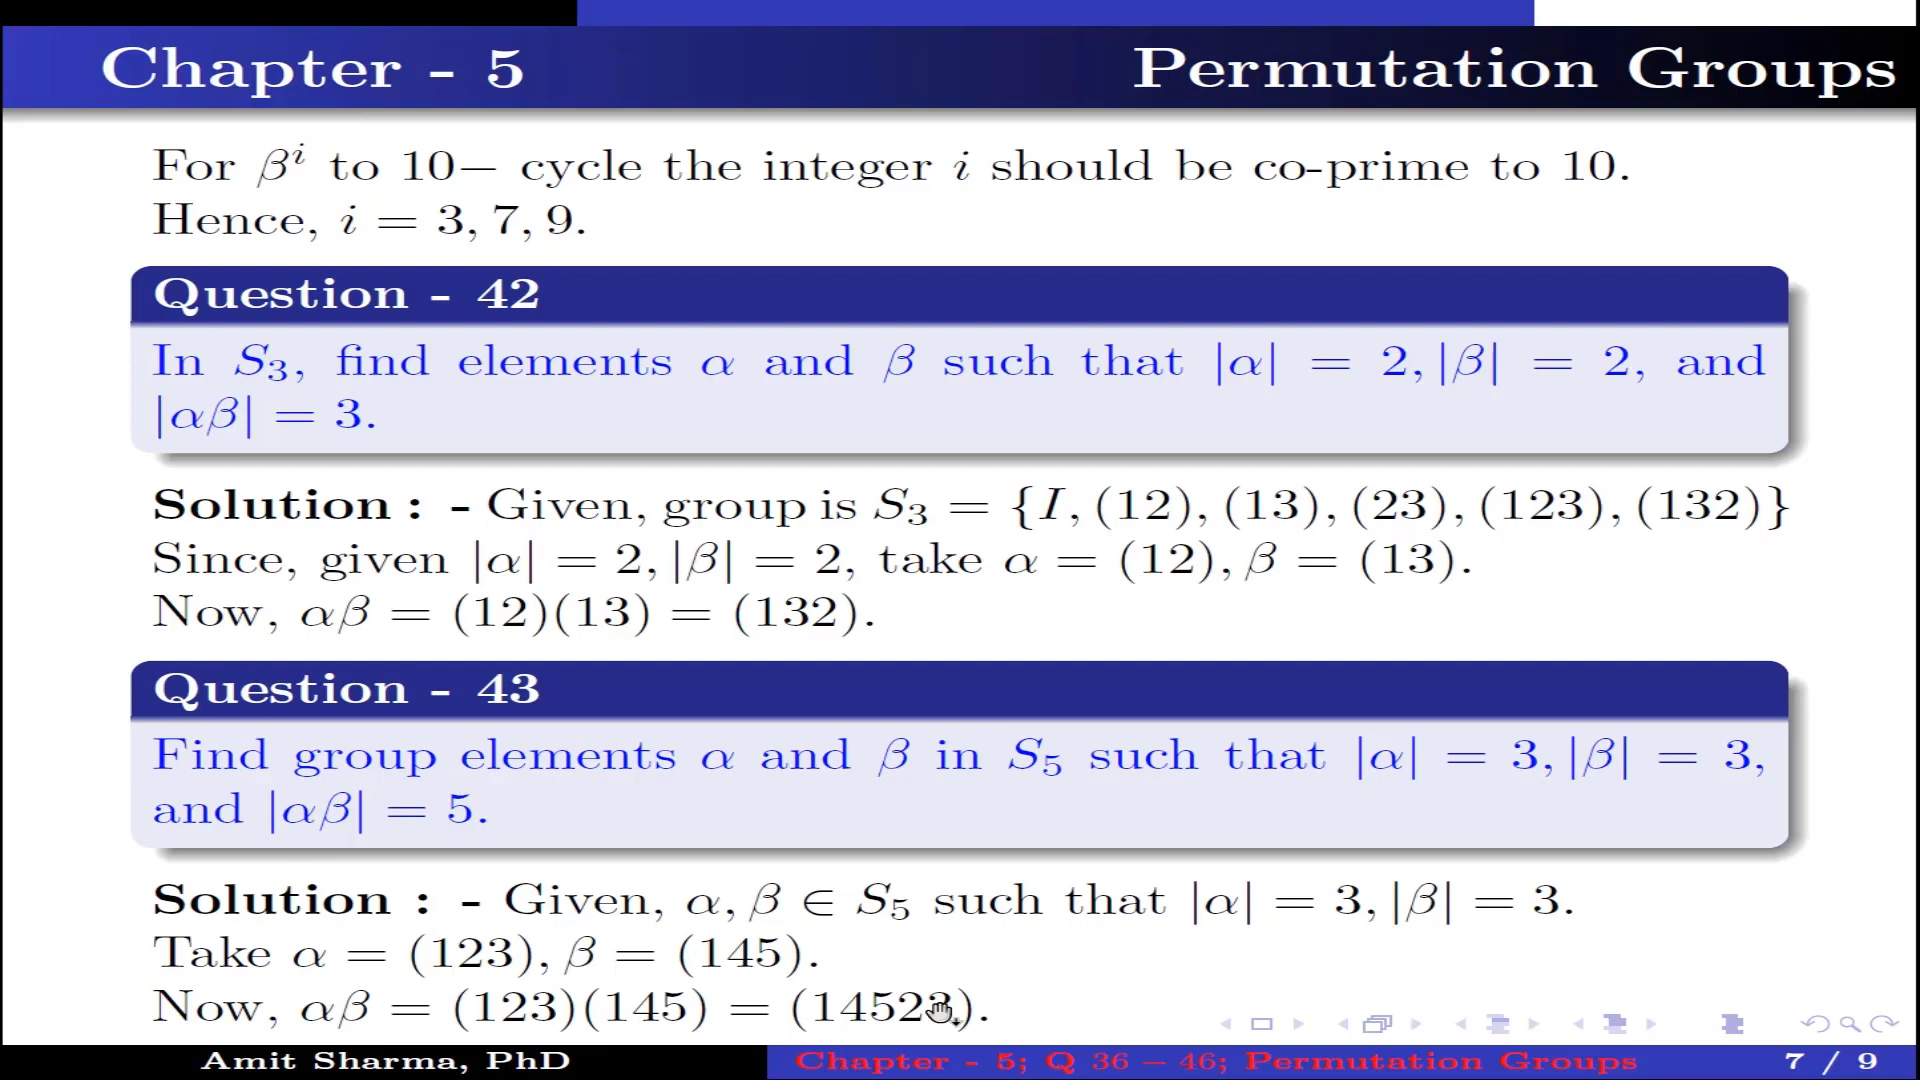 Chapter - 5 Permutation Groups
For βⁱ to 10− cycle the integer i should be co-prime to 10.
Hence, i = 3, 7, 9.
Question - 42
In S₃, find elements α and β such that |α| = 2, |β| = 2, and
|αβ| = 3.
Solution : - Given, group is S₃ = {I, (12), (13), (23), (123), (132)}
Since, given |α| = 2, |β| = 2, take α = (12), β = (13).
Now, αβ = (12)(13) = (132).
Question - 43
Find group elements α and β in S₅ such that |α| = 3, |β| = 3,
and |αβ| = 5.
Solution : - Given, α, β ∈ S₅ such that |α| = 3, |β| = 3.
Take α = (123), β = (145).
Now, αβ = (123)(145) = (14523).
Amit Sharma, PhD Chapter - 5; Q 36 − 46; Permutation Groups 7 / 9